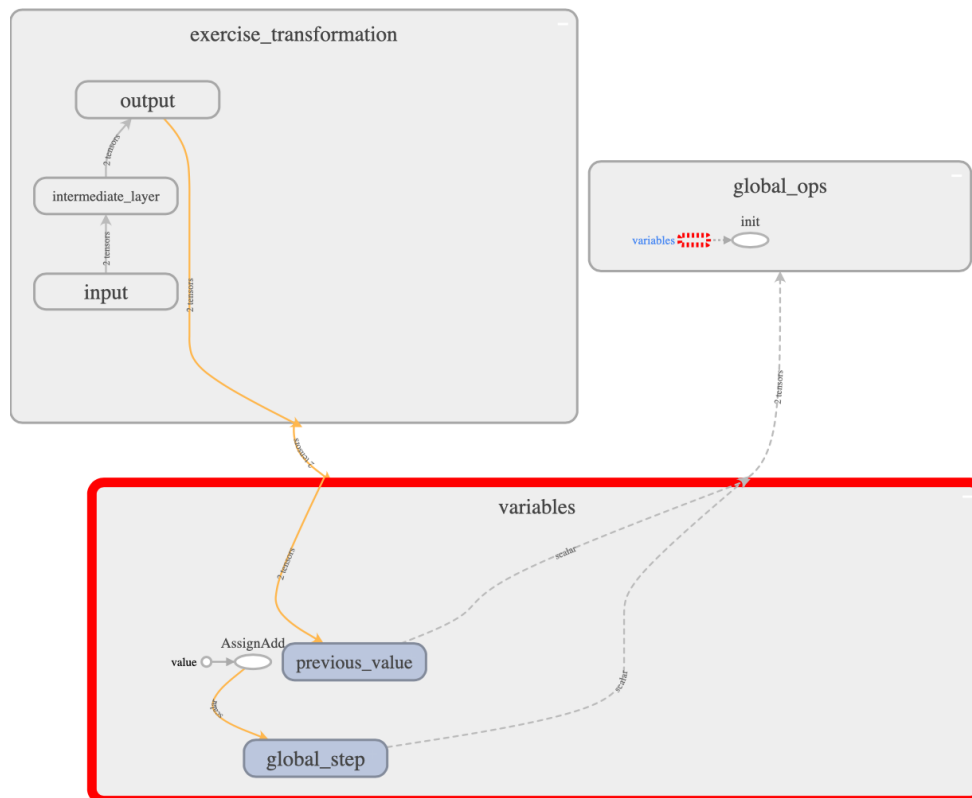 exercise_transformation
output
2 tensors
intermediate_layer
2 tensors
input
2 tensors
global_ops
init
variables
2 tensors
2 tensors
variables
scalar
2 tensors
AssignAdd
value
previous_value
scalar
global_step